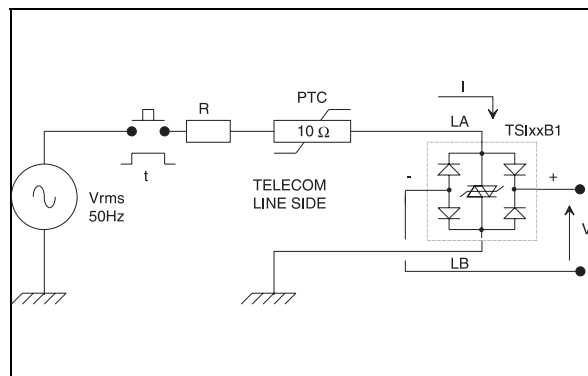 I
R
PTC
LA
TSIxxB1
10 Ω
t
- +
Vrms
50Hz
TELECOM
LINE SIDE
V
LB